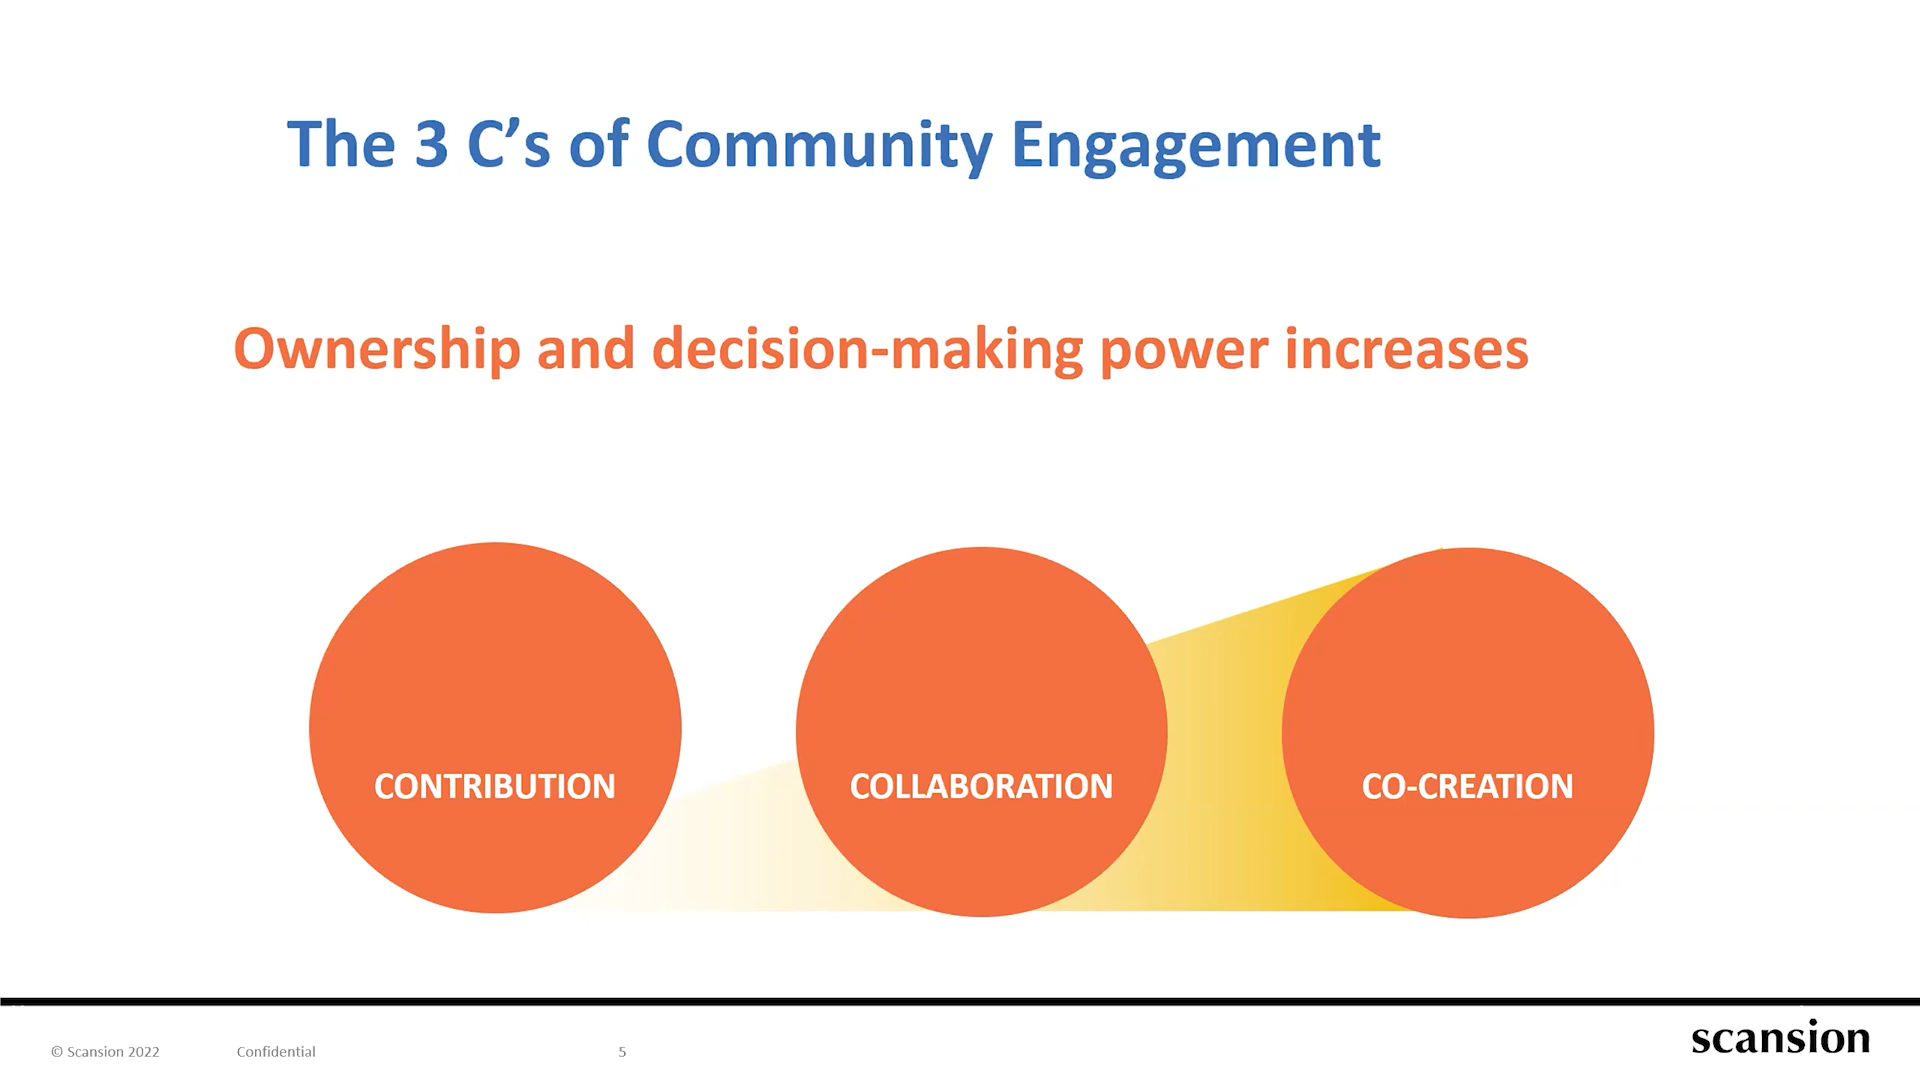 The 3 C’s of Community Engagement
Ownership and decision-making power increases
CONTRIBUTION
COLLABORATION
CO-CREATION
© Scansion 2022
Confidential
5
scansion